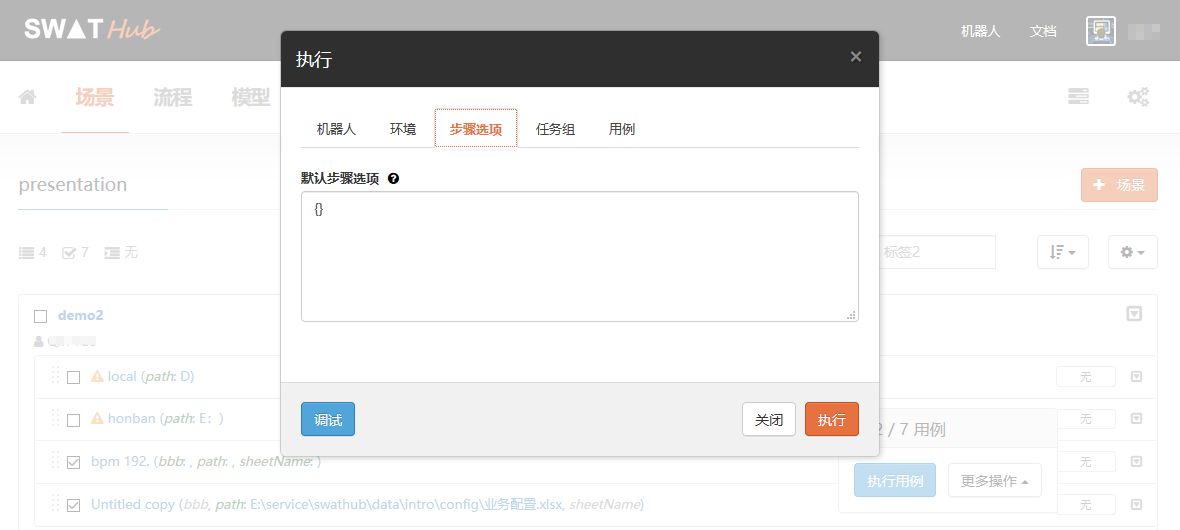 SWAT Hub
机器人 文档
执行 ×
场景 流程 模型
机器人 环境 步骤选项 任务组 用例
默认步骤选项
{}
presentation
+ 场景
4 7 无
标签2
demo2
local (path: D)
无
honban (path: E: )
无
2 / 7 用例
bpm 192. (bbb: , path: , sheetName: )
无
Untitled copy (bbb, path: E:\service\swathub\data\intro\config\业务配置.xlsx, sheetName)
无
调试 关闭 执行
执行用例 更多操作